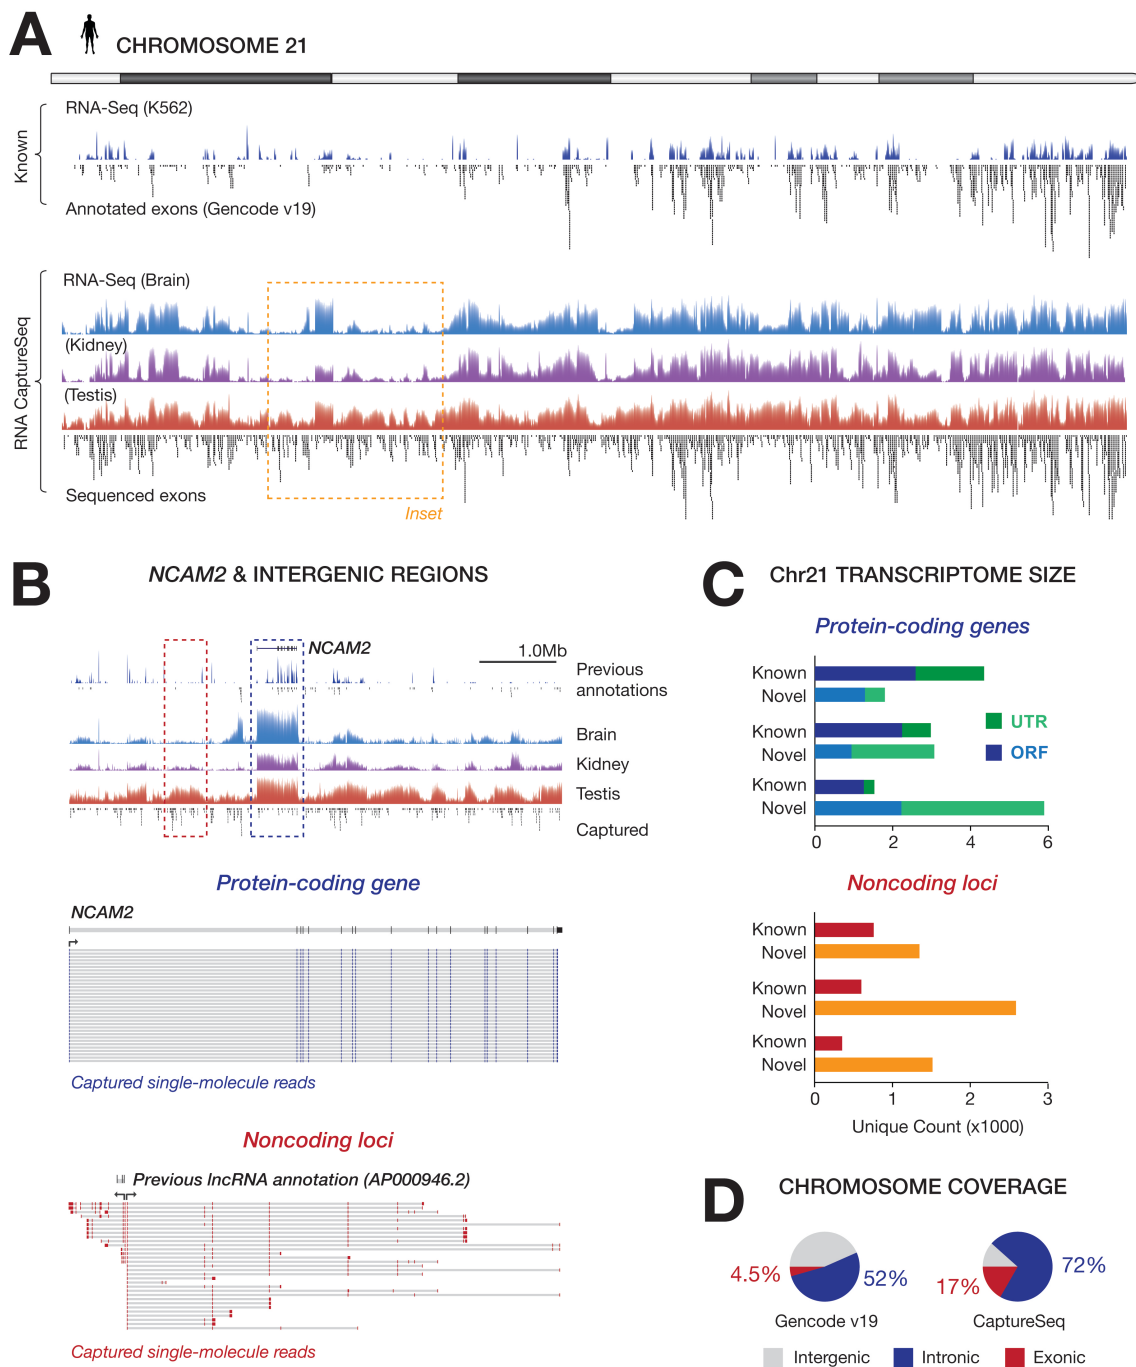 A
CHROMOSOME 21
RNA-Seq (K562)
Known
Annotated exons (Gencode v19)
RNA-Seq (Brain)
(Kidney)
(Testis)
RNA CaptureSeq
Sequenced exons
Inset
B
NCAM2 & INTERGENIC REGIONS
NCAM2
1.0Mb
Previous
annotations
Brain
Kidney
Testis
Captured
Protein-coding gene
NCAM2
Captured single-molecule reads
Noncoding loci
Previous lncRNA annotation (AP000946.2)
Captured single-molecule reads
C
Chr21 TRANSCRIPTOME SIZE
Protein-coding genes
Known
Novel
Known
Novel
Known
Novel
UTR
ORF
0 2 4 6
Noncoding loci
Known
Novel
Known
Novel
Known
Novel
0 1 2 3
Unique Count (x1000)
D
CHROMOSOME COVERAGE
4.5%
52%
Gencode v19
17%
72%
CaptureSeq
Intergenic
Intronic
Exonic